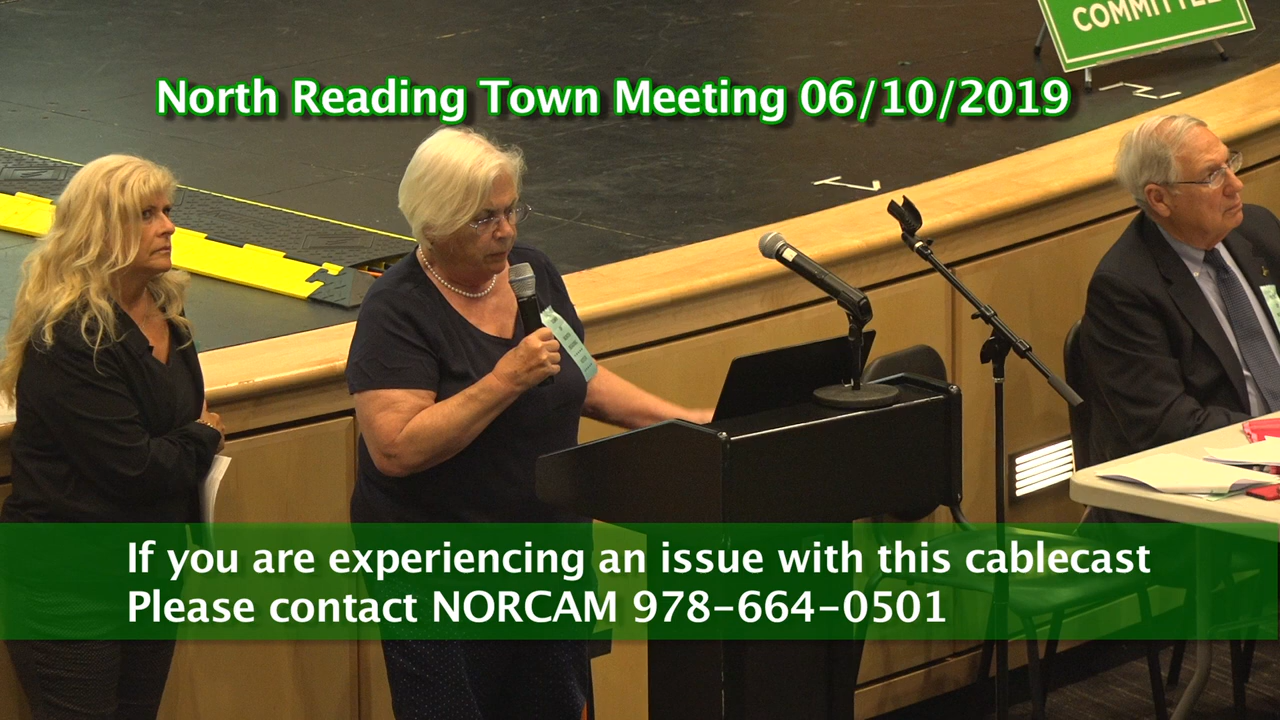 COMMITTEE
North Reading Town Meeting 06/10/2019
If you are experiencing an issue with this cablecast
Please contact NORCAM 978-664-0501